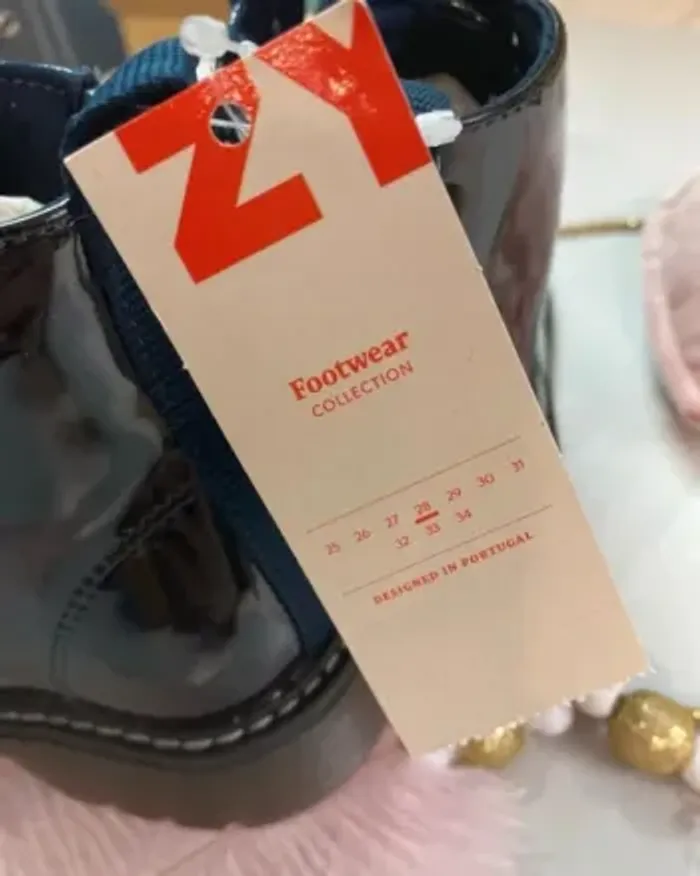 ZY
Footwear
COLLECTION
25 26 27 28 29 30 31
32 33 34
DESIGNED IN PORTUGAL